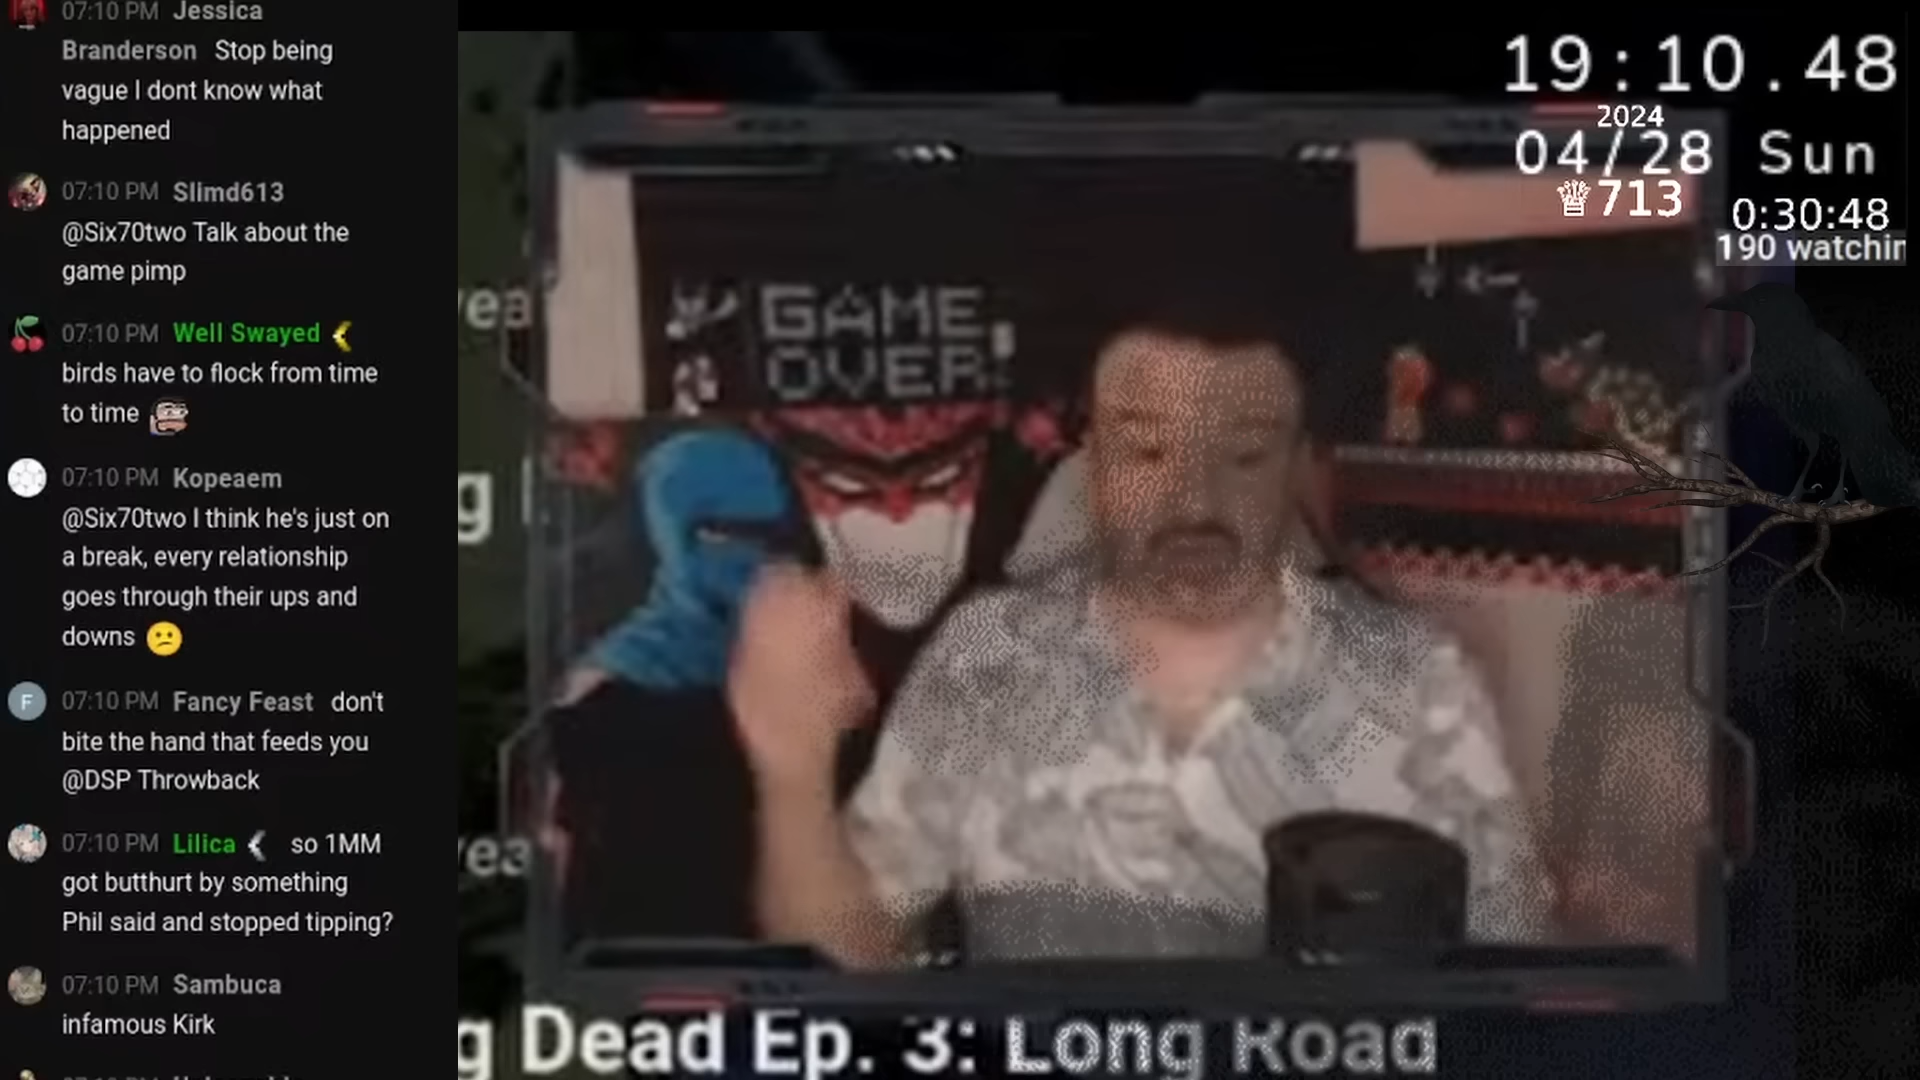 07:10 PM Jessica
Branderson Stop being
vague I dont know what
happened
07:10 PM Slimd613
@Six70two Talk about the
game pimp
07:10 PM Well Swayed
birds have to flock from time
to time
07:10 PM Kopeaem
@Six70two I think he's just on
a break, every relationship
goes through their ups and
downs
F 07:10 PM Fancy Feast don't
bite the hand that feeds you
@DSP Throwback
07:10 PM Lilica so 1MM
got butthurt by something
Phil said and stopped tipping?
07:10 PM Sambuca
infamous Kirk
19:10.48
2024
04/28 Sun
713
0:30:48
190 watchin
GAME
OVER
yea
g
yea
g Dead Ep. 3: Long Road